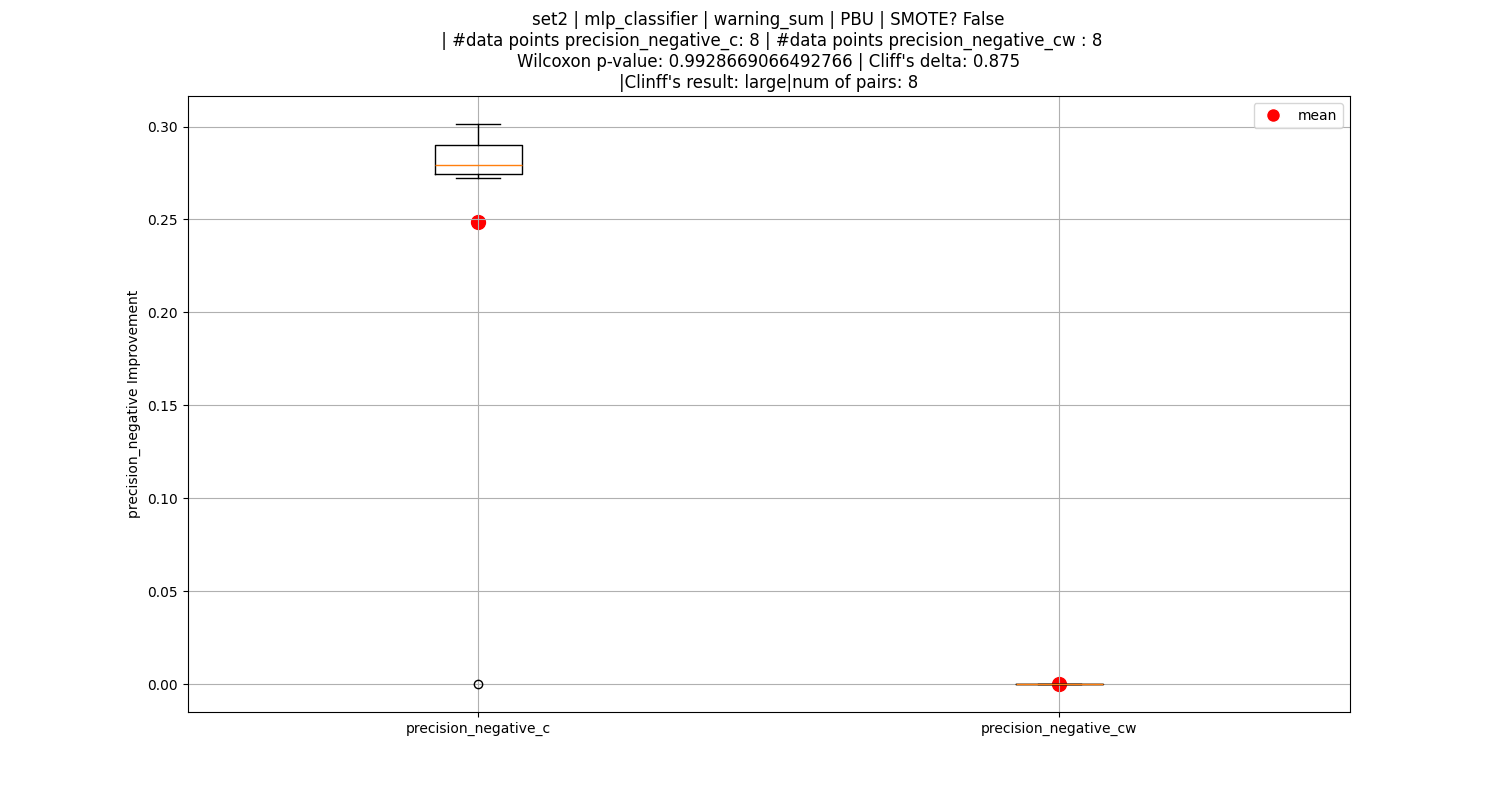 set2 | mlp_classifier | warning_sum | PBU | SMOTE? False
| #data points precision_negative_c: 8 | #data points precision_negative_cw : 8
Wilcoxon p-value: 0.9928669066492766 | Cliff's delta: 0.875
|Clinff's result: large|num of pairs: 8
mean
precision_negative Improvement
0.30
0.25
0.20
0.15
0.10
0.05
0.00
precision_negative_c
precision_negative_cw